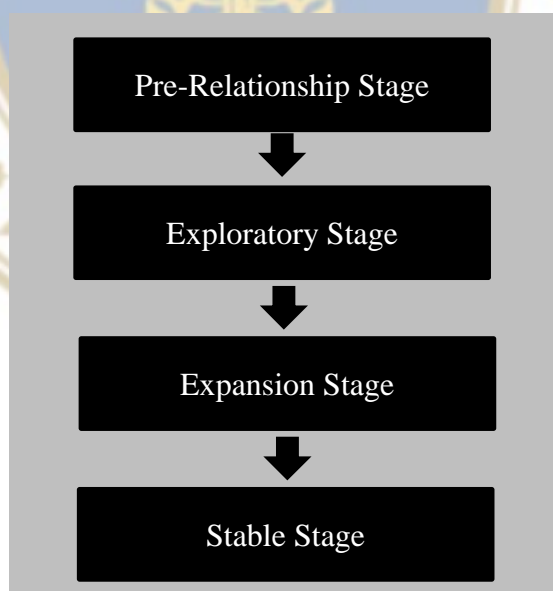 Pre-Relationship Stage
Exploratory Stage
Expansion Stage
Stable Stage